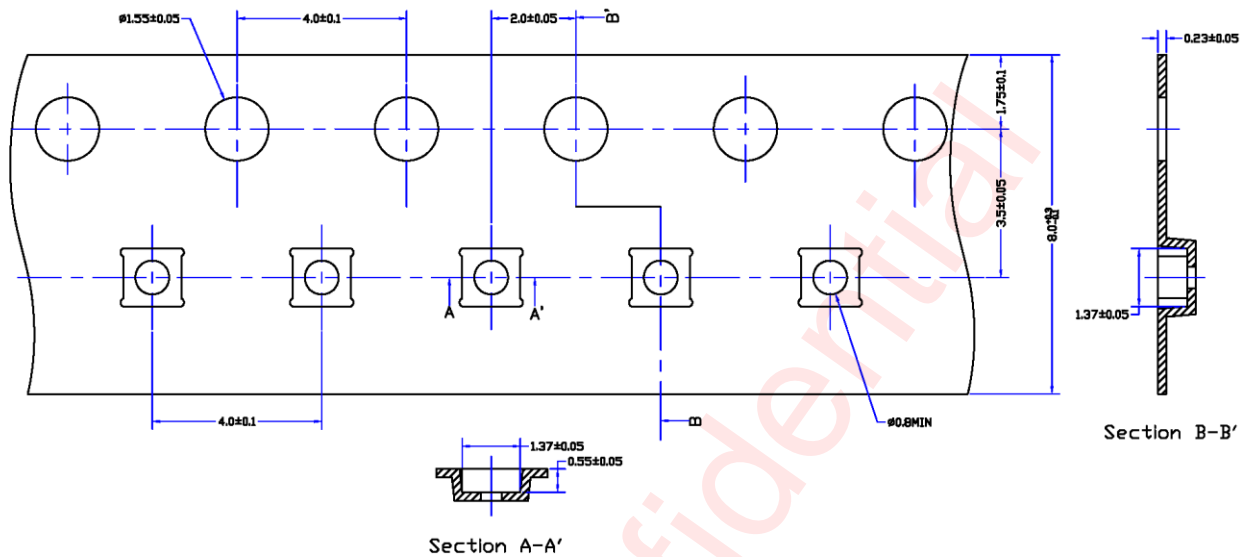 ø1.55±0.05
4.0±0.1
2.0±0.05
B'
0.23±0.05
1.75±0.1
3.5±0.05
1.37±0.05
A
A'
4.0±0.1
B
ø0.8MIN
Section B-B'
1.37±0.05
0.55±0.05
Section A-A'
fidential